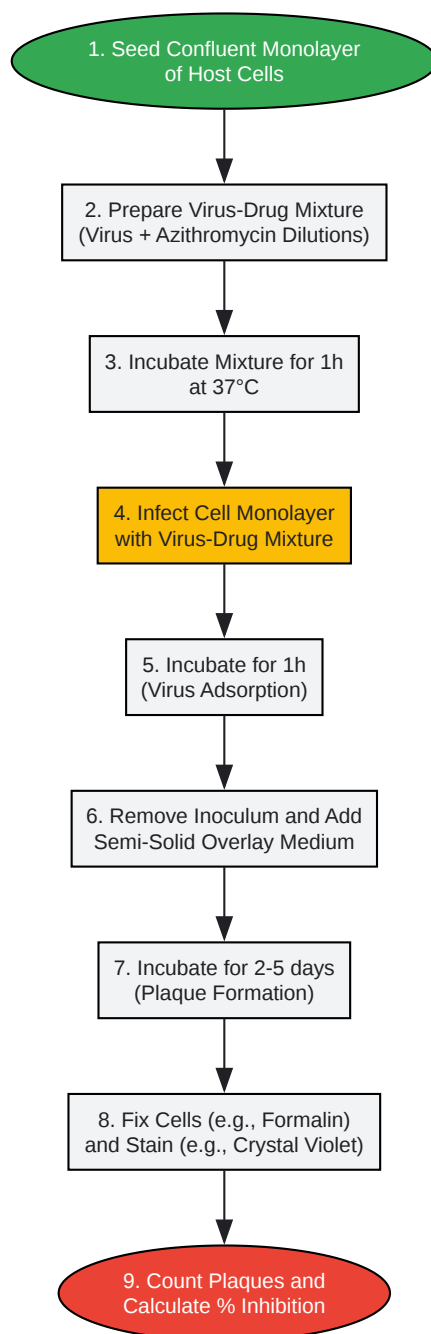 1. Seed Confluent Monolayer
of Host Cells
2. Prepare Virus-Drug Mixture
(Virus + Azithromycin Dilutions)
3. Incubate Mixture for 1h
at 37°C
4. Infect Cell Monolayer
with Virus-Drug Mixture
5. Incubate for 1h
(Virus Adsorption)
6. Remove Inoculum and Add
Semi-Solid Overlay Medium
7. Incubate for 2-5 days
(Plaque Formation)
8. Fix Cells (e.g., Formalin)
and Stain (e.g., Crystal Violet)
9. Count Plaques and
Calculate % Inhibition